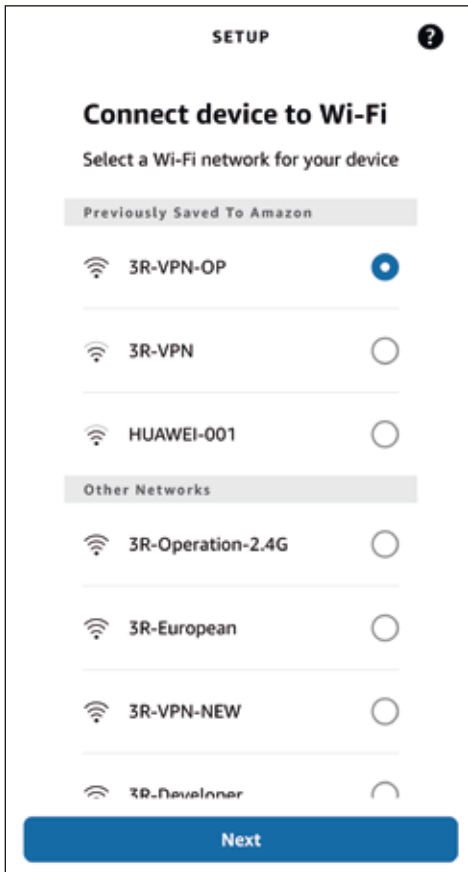 SETUP
?
Connect device to Wi-Fi
Select a Wi-Fi network for your device
Previously Saved To Amazon
3R-VPN-OP
3R-VPN
HUAWEI-001
Other Networks
3R-Operation-2.4G
3R-European
3R-VPN-NEW
3R-Developer
Next